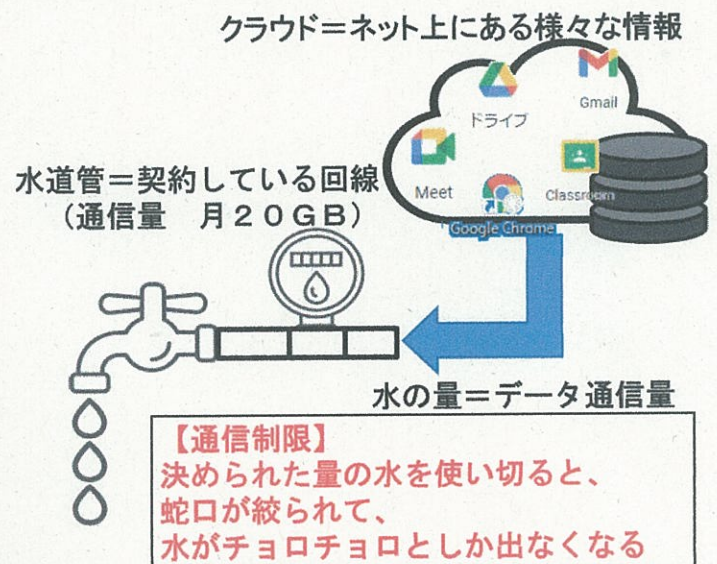 クラウド＝ネット上にある様々な情報
ドライブ
Gmail
Meet
Classroom
Google Chrome
水道管＝契約している回線
（通信量　月２０ＧＢ）
水の量＝データ通信量
【通信制限】
決められた量の水を使い切ると、
蛇口が絞られて、
水がチョロチョロとしか出なくなる